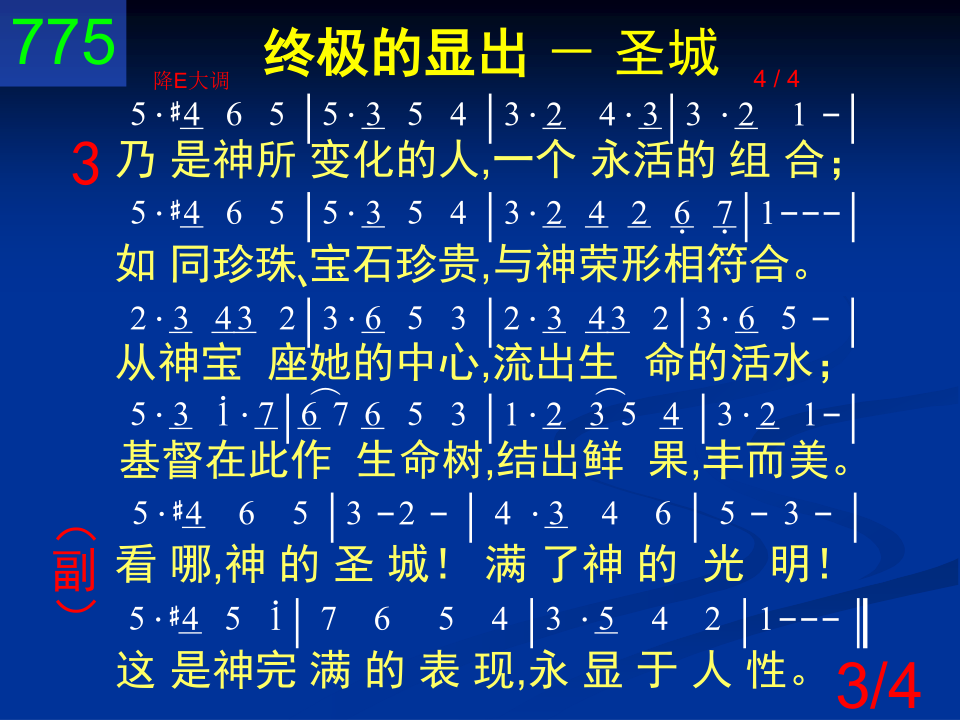 775
终极的显出 － 圣城
降E大调 4 / 4
5 · #4 6 5 | 5 · 3 5 4 | 3 · 2 4 · 3 | 3 · 2 1 - |
3 乃 是神所 变化的人,一个 永活的 组 合；
5 · #4 6 5 | 5 · 3 5 4 | 3 · 2 4 2 6̣ 7̣ | 1 - - - |
如 同珍珠、宝石珍贵,与神荣形相符合。
2 · 3 4 3 2 | 3 · 6 5 3 | 2 · 3 4 3 2 | 3 · 6 5 - |
从神宝 座她的中心,流出生 命的活水；
5 · 3 i · 7 | 6 7 6 5 3 | 1 · 2 3 5 4 | 3 · 2 1 - |
基督在此作 生命树,结出鲜 果,丰而美。
5 · #4 6 5 | 3 - 2 - | 4 · 3 4 6 | 5 - 3 - |
（副） 看 哪,神 的 圣 城！ 满 了神 的 光 明！
5 · #4 5 i | 7 6 5 4 | 3 · 5 4 2 | 1 - - - ‖
这 是神完 满 的 表 现,永 显 于 人 性。
3/4